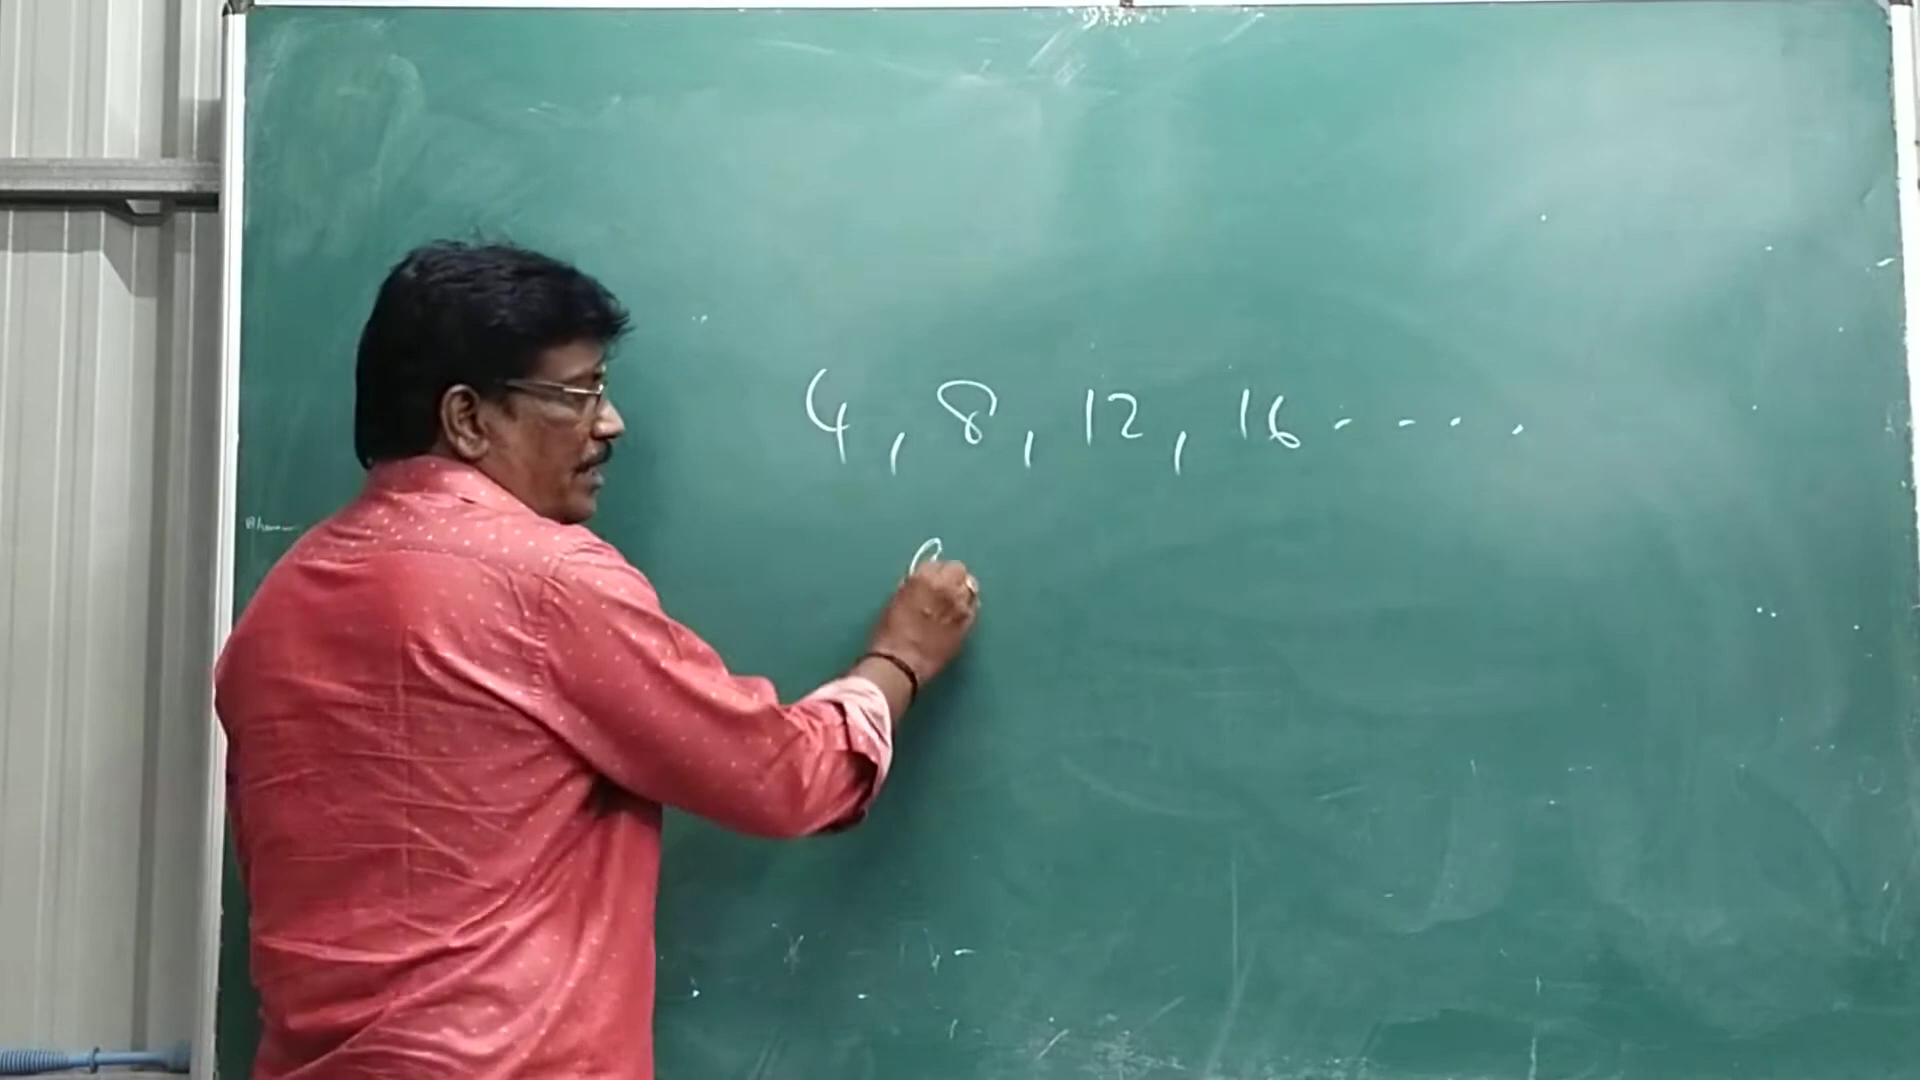 4, 8, 12, 16 . . . .